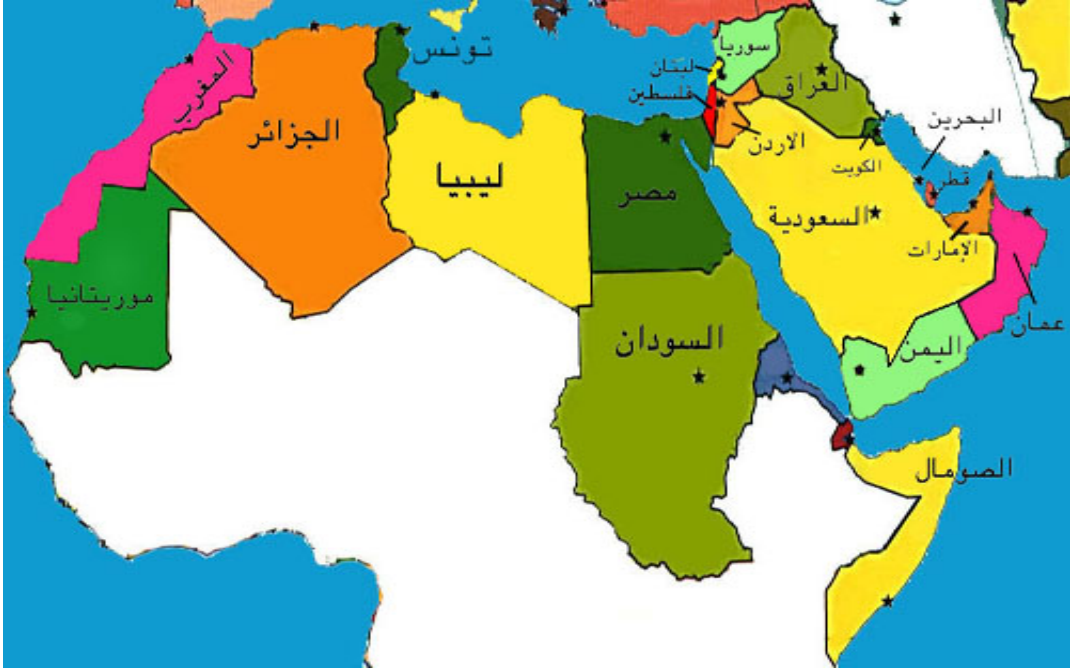 تونس
سوريا
المغرب
لبنان
العراق
فلسطين
الجزائر
البحرين
الاردن
الكويت
ليبيا
مصر
قطر
السعودية
الإمارات
موريتانيا
عمان
السودان
اليمن
الصومال